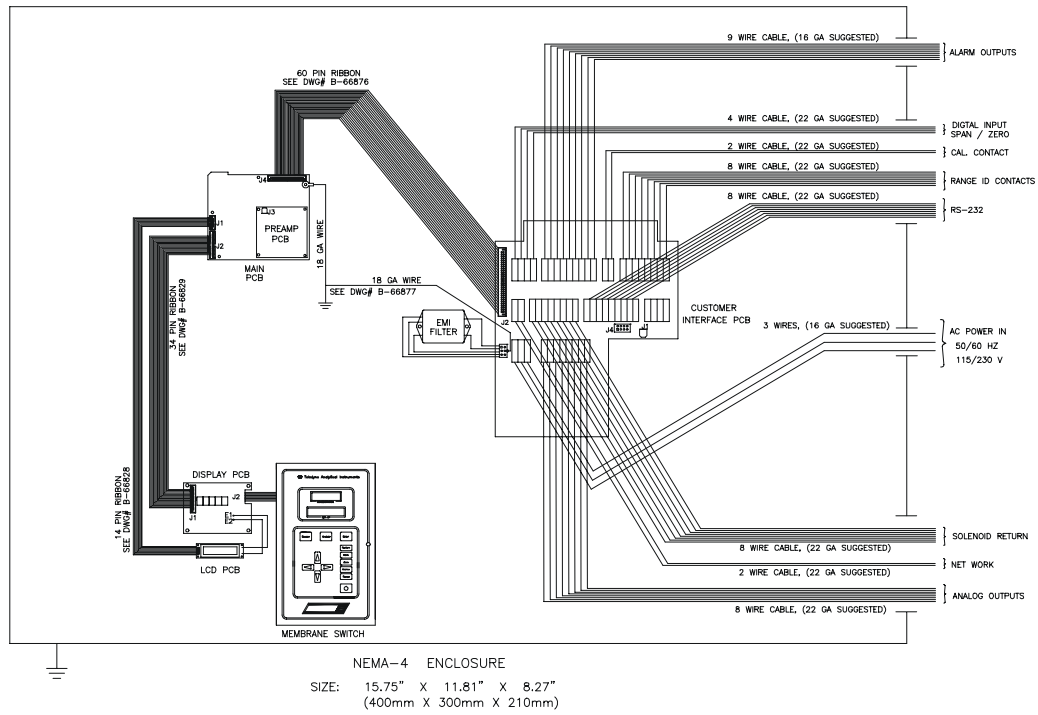 9 WIRE CABLE, (16 GA SUGGESTED)
ALARM OUTPUTS
60 PIN RIBBON
SEE DWG# B-66876
4 WIRE CABLE, (22 GA SUGGESTED)
DIGTAL INPUT
SPAN / ZERO
2 WIRE CABLE, (22 GA SUGGESTED)
CAL. CONTACT
8 WIRE CABLE, (22 GA SUGGESTED)
RANGE ID CONTACTS
8 WIRE CABLE, (22 GA SUGGESTED)
RS-232
J4
J3
J1
J2
PREAMP
PCB
MAIN
PCB
18 GA WIRE
18 GA WIRE
SEE DWG# B-66877
34 PIN RIBBON
SEE DWG# B-66829
EMI
FILTER
J2
J4
J1
CUSTOMER
INTERFACE PCB
3 WIRES, (16 GA SUGGESTED)
AC POWER IN
50/60 HZ
115/230 V
14 PIN RIBBON
SEE DWG# B-66828
DISPLAY PCB
J2
J1
LCD PCB
Teledyne Analytical Instruments
MEMBRANE SWITCH
SOLENOID RETURN
8 WIRE CABLE, (22 GA SUGGESTED)
NET WORK
2 WIRE CABLE, (22 GA SUGGESTED)
ANALOG OUTPUTS
8 WIRE CABLE, (22 GA SUGGESTED)
NEMA-4 ENCLOSURE
SIZE: 15.75" X 11.81" X 8.27"
(400mm X 300mm X 210mm)